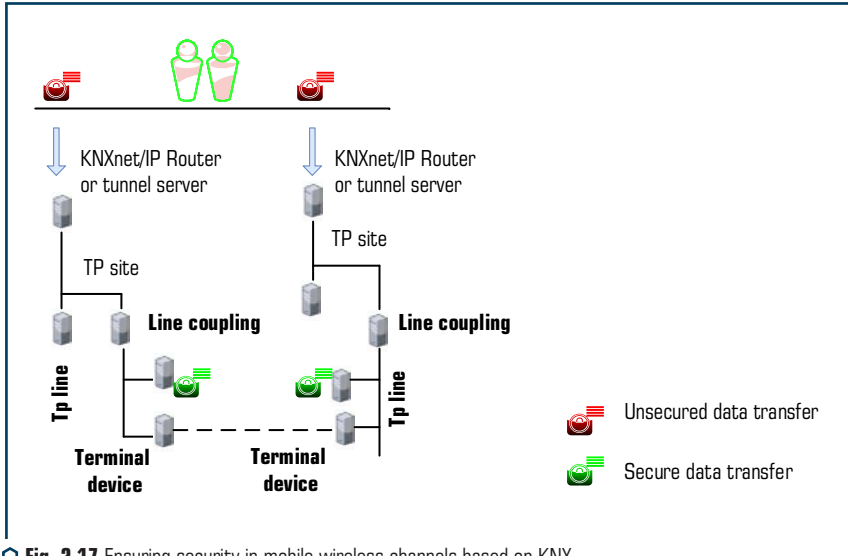 KNXnet/IP Router
or tunnel server
KNXnet/IP Router
or tunnel server
TP site
TP site
Line coupling
Line coupling
Tp line
Tp line
Terminal
device
Terminal
device
Unsecured data transfer
Secure data transfer
Fig. 2.17 Ensuring security in mobile wireless channels based on KNX